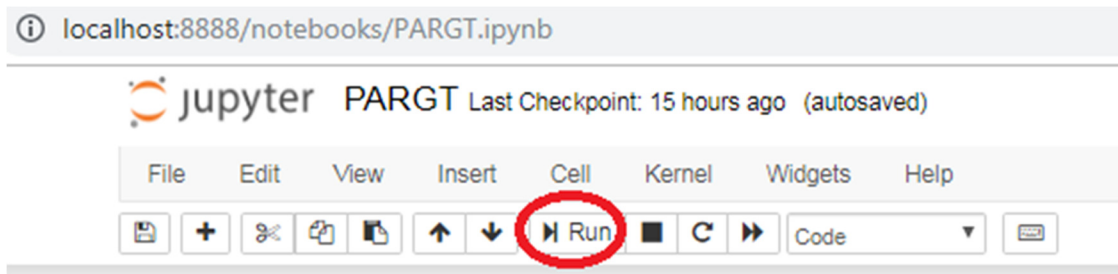 localhost:8888/notebooks/PARGT.ipynb
jupyter PARGT Last Checkpoint: 15 hours ago (autosaved)
File Edit View Insert Cell Kernel Widgets Help
Run Code